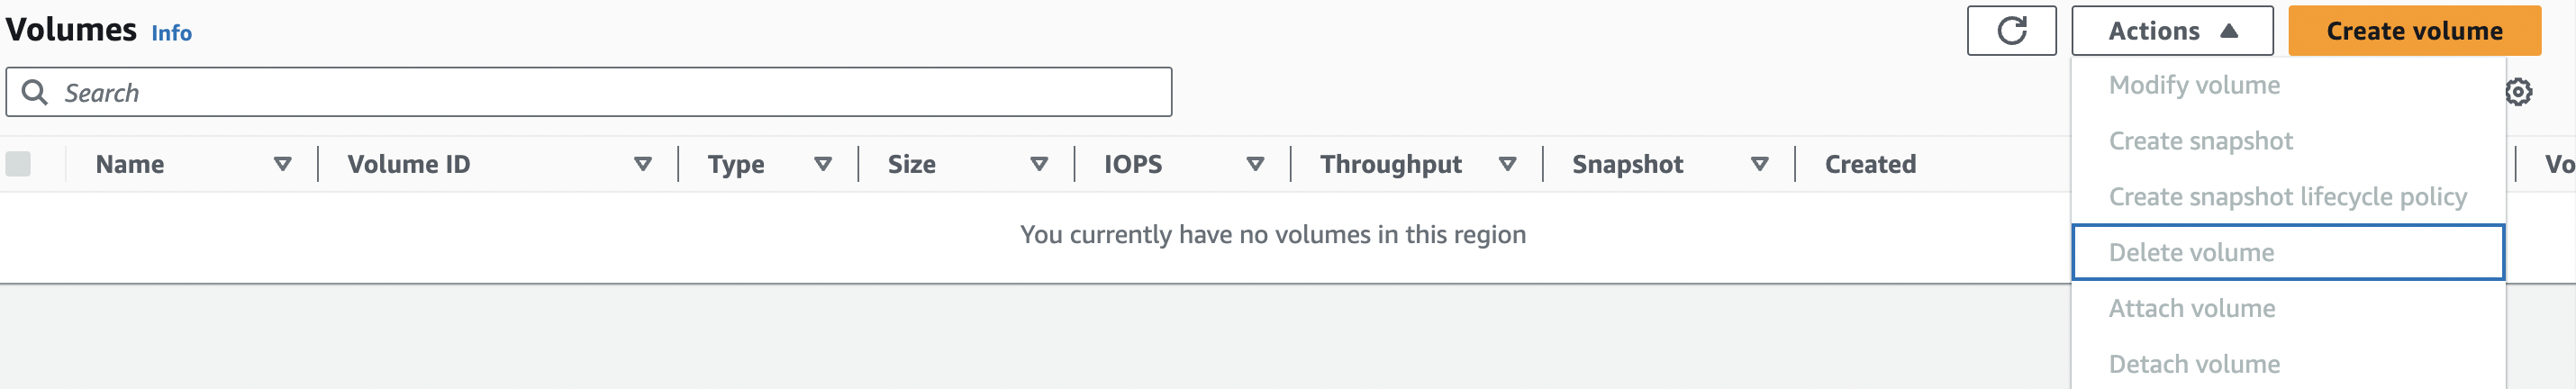 Volumes Info
Actions
Create volume
Search
Name Volume ID Type Size IOPS Throughput Snapshot Created Vo
You currently have no volumes in this region
Modify volume
Create snapshot
Create snapshot lifecycle policy
Delete volume
Attach volume
Detach volume